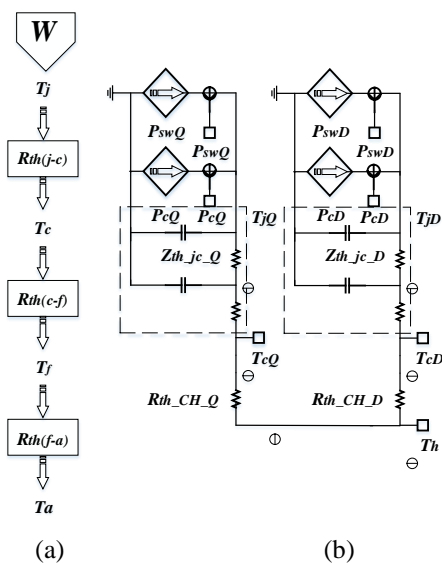 W
Tj
Rth(j-c)
Tc
Rth(c-f)
Tf
Rth(f-a)
Ta
(a)
PswQ
PswQ
PcQ
PcQ
TjQ
Zth_jc_Q
TcQ
Rth_CH_Q
PswD
PswD
PcD
PcD
TjD
Zth_jc_D
TcD
Rth_CH_D
Th
(b)